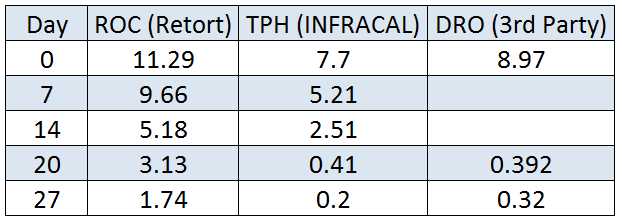 Day ROC (Retort) TPH (INFRACAL) DRO (3rd Party)
0 11.29 7.7 8.97
7 9.66 5.21
14 5.18 2.51
20 3.13 0.41 0.392
27 1.74 0.2 0.32